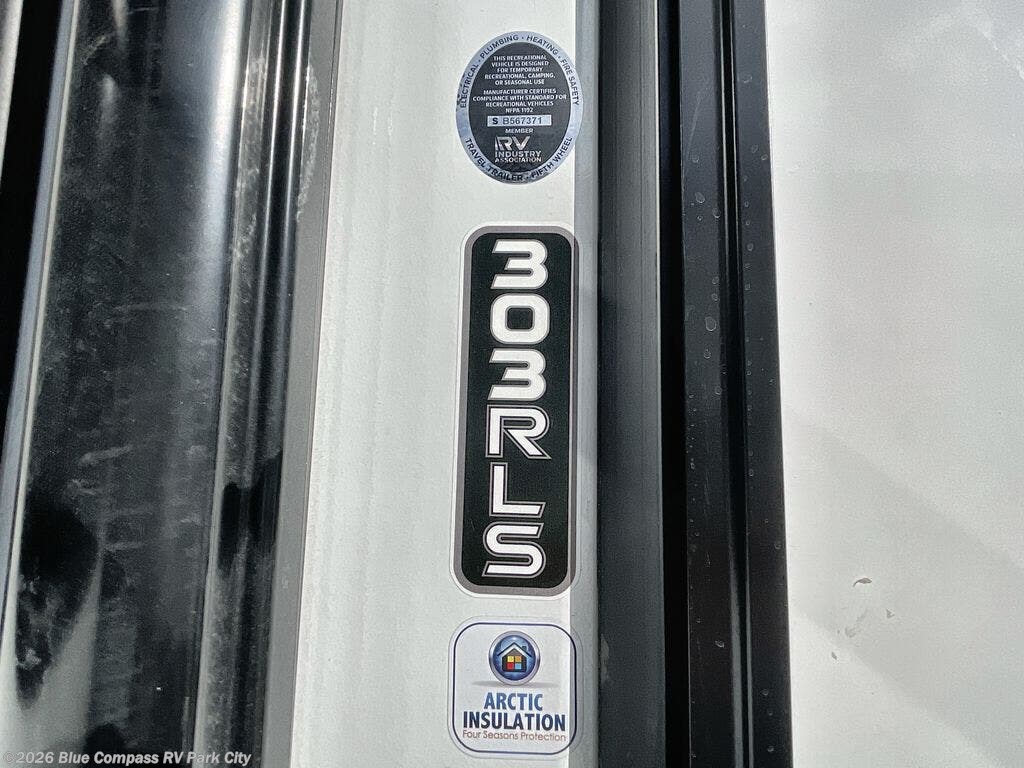 ELECTRICAL · PLUMBING · HEATING · FIRE SAFETY
THIS RECREATIONAL
VEHICLE IS DESIGNED
FOR TEMPORARY
RECREATIONAL, CAMPING,
OR SEASONAL USE
MANUFACTURER CERTIFIES
COMPLIANCE WITH STANDARD FOR
RECREATIONAL VEHICLES
NFPA 1192
S B567371
MEMBER
RV
INDUSTRY
ASSOCIATION
TRAVEL TRAILER · FIFTH WHEEL
303RLS
ARCTIC
INSULATION
Four Seasons Protection
©2026 Blue Compass RV Park City